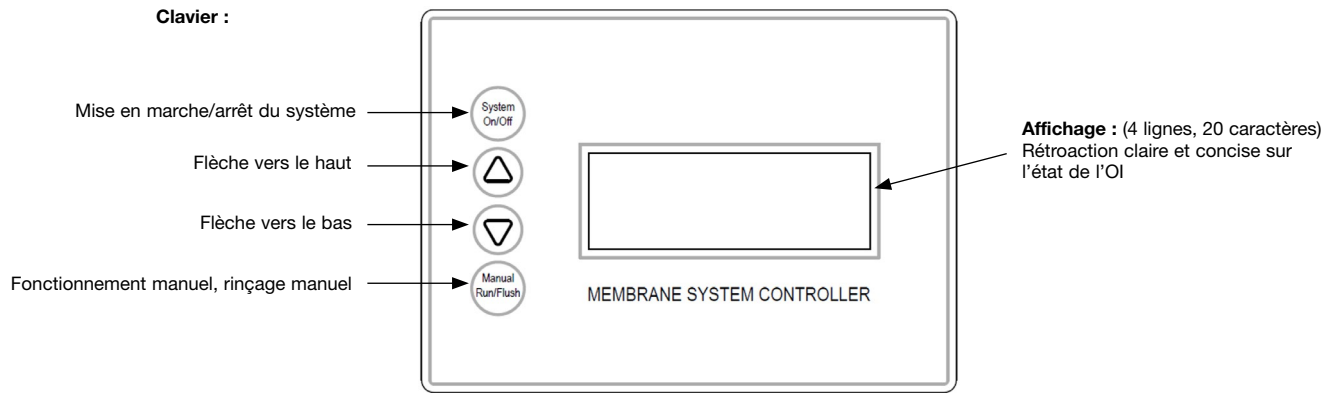 Clavier :
Mise en marche/arrêt du système
System
On/Off
Flèche vers le haut
Flèche vers le bas
Fonctionnement manuel, rinçage manuel
Manual
Run/Flush
MEMBRANE SYSTEM CONTROLLER
Affichage : (4 lignes, 20 caractères)
Rétroaction claire et concise sur
l'état de l'OI